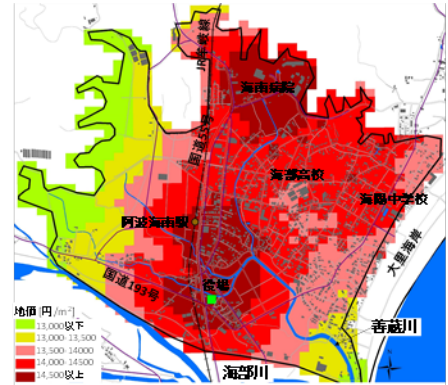 JR牟岐線
海南病院
国道55号
海部高校
海陽中学校
阿波海南駅
大里海岸
役場
国道193号
地価[円/㎡]
13,000以下
13,000-13,500
13,500-14000
14,000-14500
14,500以上
善蔵川
海部川